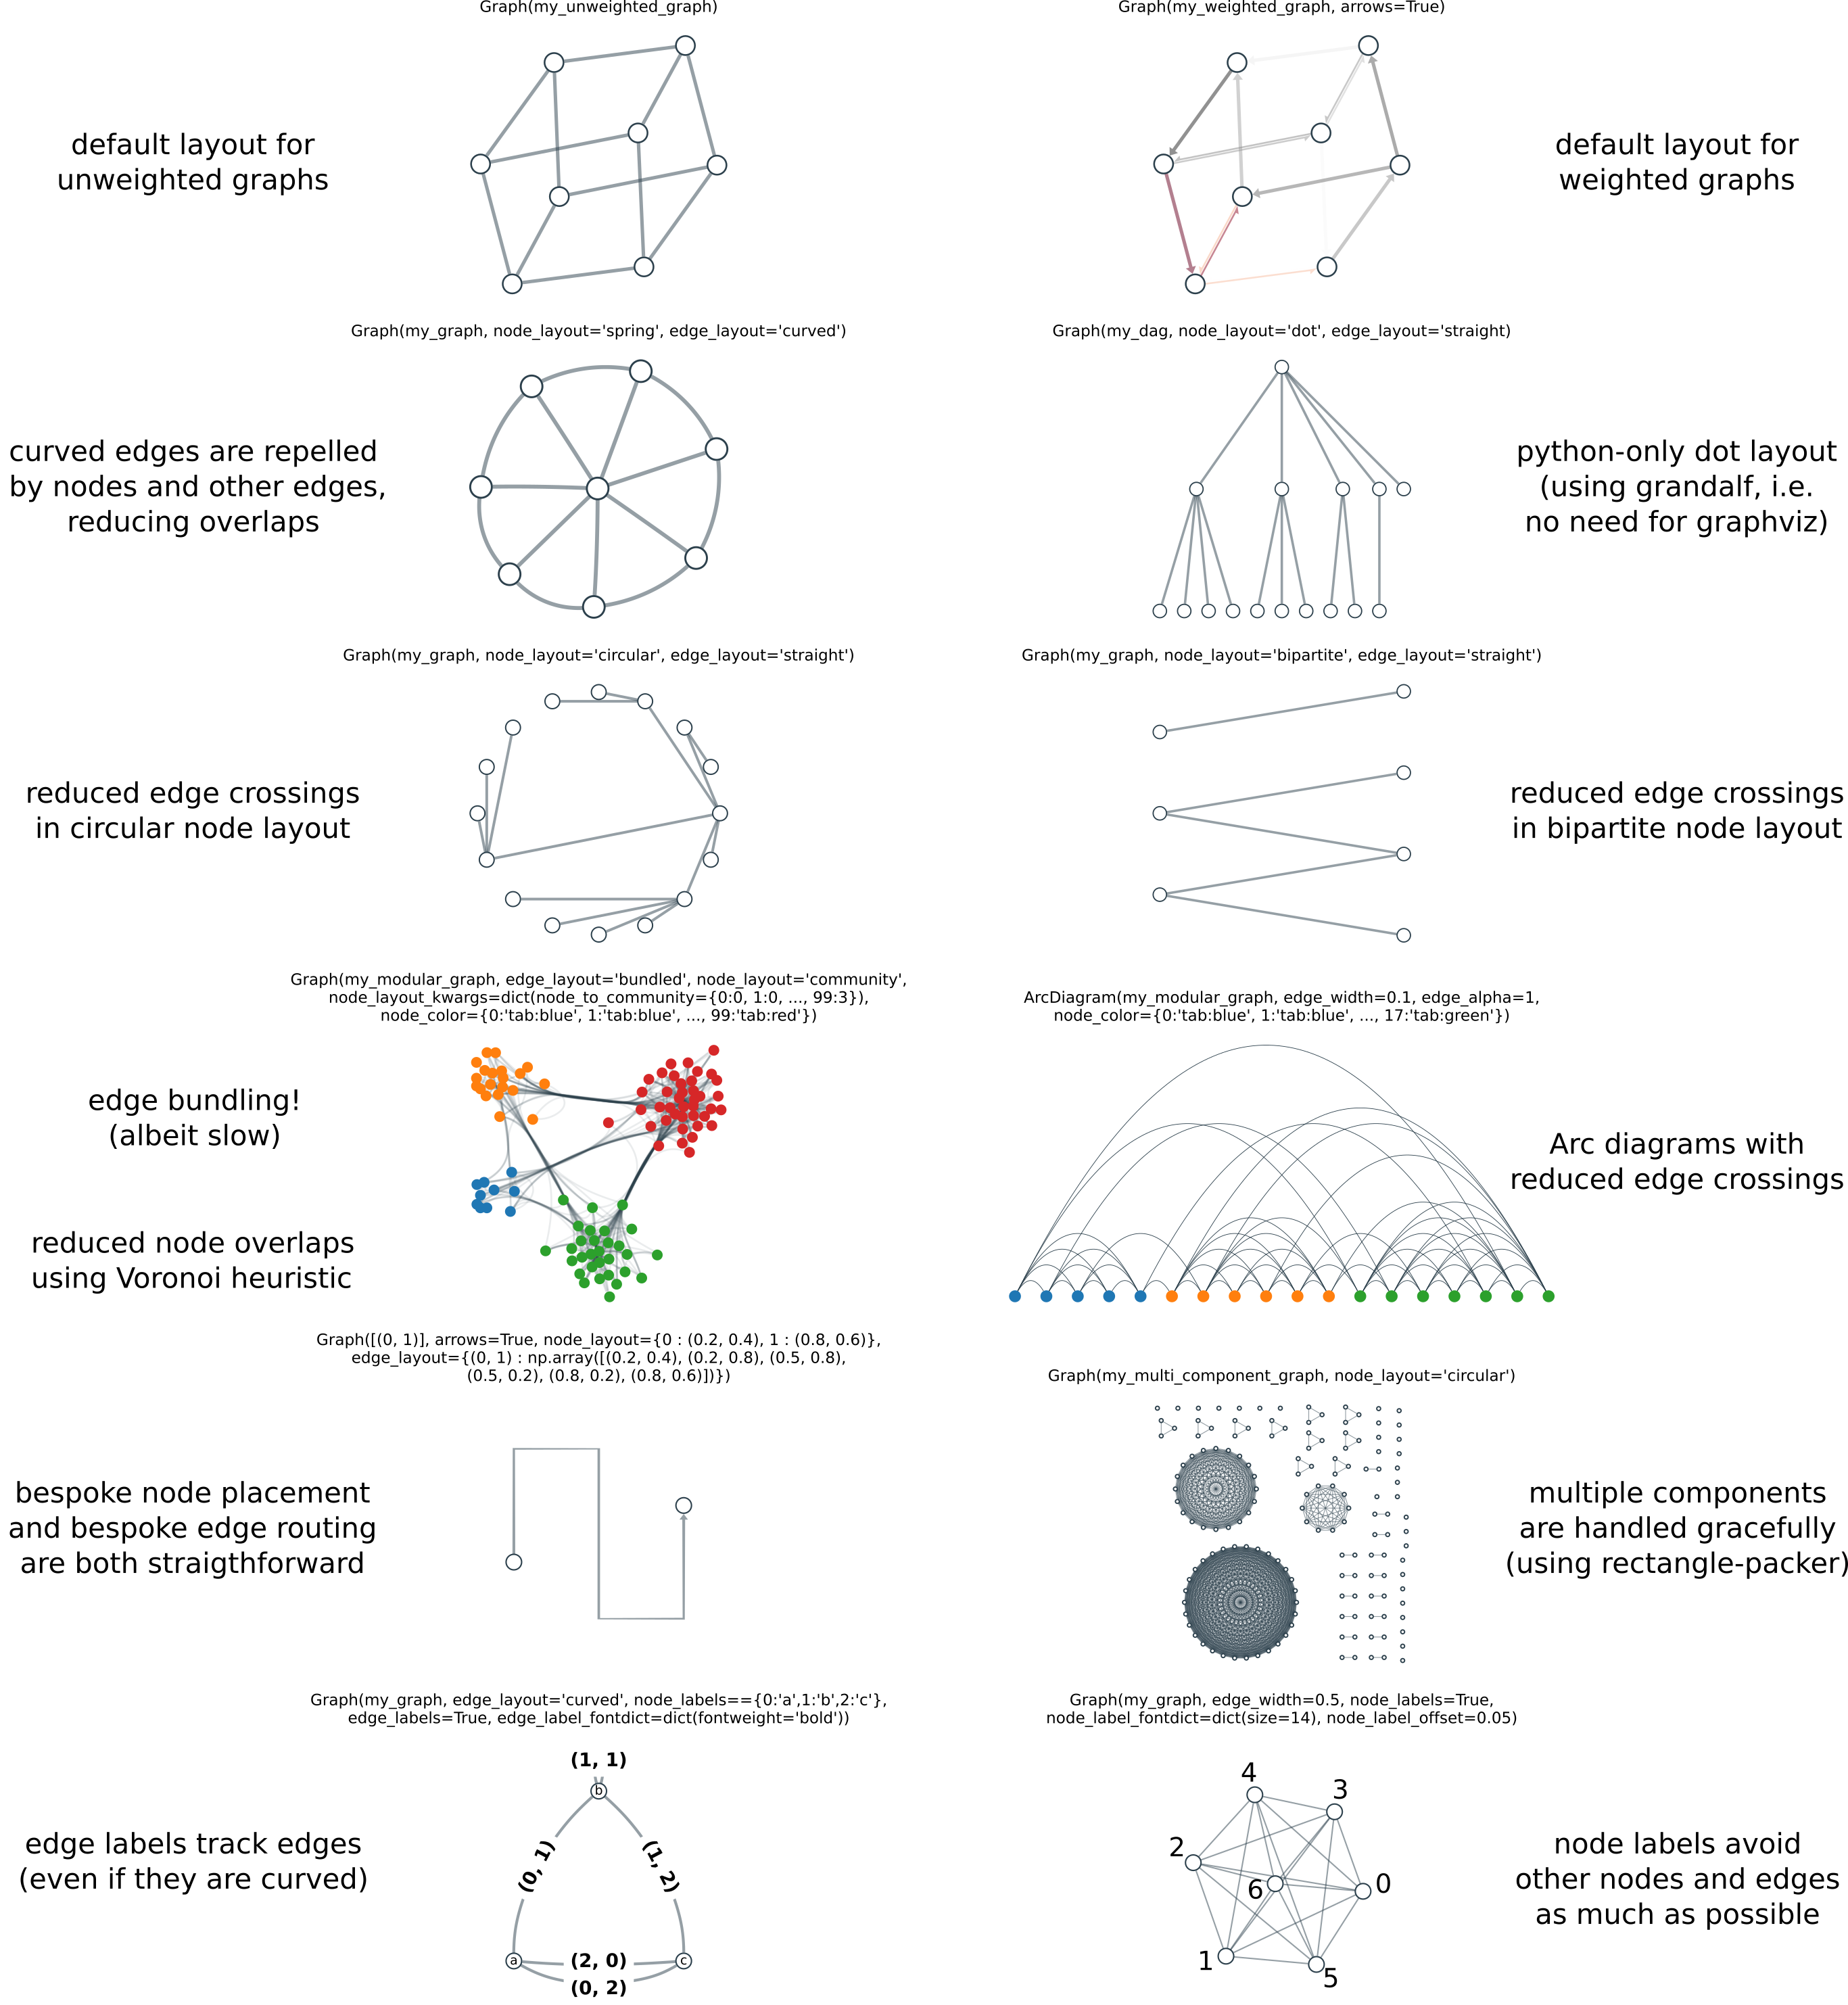 Graph(my_unweighted_graph)
Graph(my_weighted_graph, arrows=True)
default layout for
unweighted graphs
default layout for
weighted graphs
Graph(my_graph, node_layout='spring', edge_layout='curved')
Graph(my_dag, node_layout='dot', edge_layout='straight)
curved edges are repelled
by nodes and other edges,
reducing overlaps
python-only dot layout
(using grandalf, i.e.
no need for graphviz)
Graph(my_graph, node_layout='circular', edge_layout='straight')
Graph(my_graph, node_layout='bipartite', edge_layout='straight')
reduced edge crossings
in circular node layout
reduced edge crossings
in bipartite node layout
Graph(my_modular_graph, edge_layout='bundled', node_layout='community',
node_layout_kwargs=dict(node_to_community={0:0, 1:0, ..., 99:3}),
node_color={0:'tab:blue', 1:'tab:blue', ..., 99:'tab:red'})
ArcDiagram(my_modular_graph, edge_width=0.1, edge_alpha=1,
node_color={0:'tab:blue', 1:'tab:blue', ..., 17:'tab:green'})
edge bundling!
(albeit slow)
reduced node overlaps
using Voronoi heuristic
Arc diagrams with
reduced edge crossings
Graph([(0, 1)], arrows=True, node_layout={0 : (0.2, 0.4), 1 : (0.8, 0.6)},
edge_layout={(0, 1) : np.array([(0.2, 0.4), (0.2, 0.8), (0.5, 0.8),
(0.5, 0.2), (0.8, 0.2), (0.8, 0.6)])})
Graph(my_multi_component_graph, node_layout='circular')
bespoke node placement
and bespoke edge routing
are both straigthforward
multiple components
are handled gracefully
(using rectangle-packer)
Graph(my_graph, edge_layout='curved', node_labels=={0:'a',1:'b',2:'c'},
edge_labels=True, edge_label_fontdict=dict(fontweight='bold'))
Graph(my_graph, edge_width=0.5, node_labels=True,
node_label_fontdict=dict(size=14), node_label_offset=0.05)
edge labels track edges
(even if they are curved)
(1, 1)
b
(0, 1)
(1, 2)
a
(2, 0)
c
(0, 2)
4
3
2
6
0
1
5
node labels avoid
other nodes and edges
as much as possible